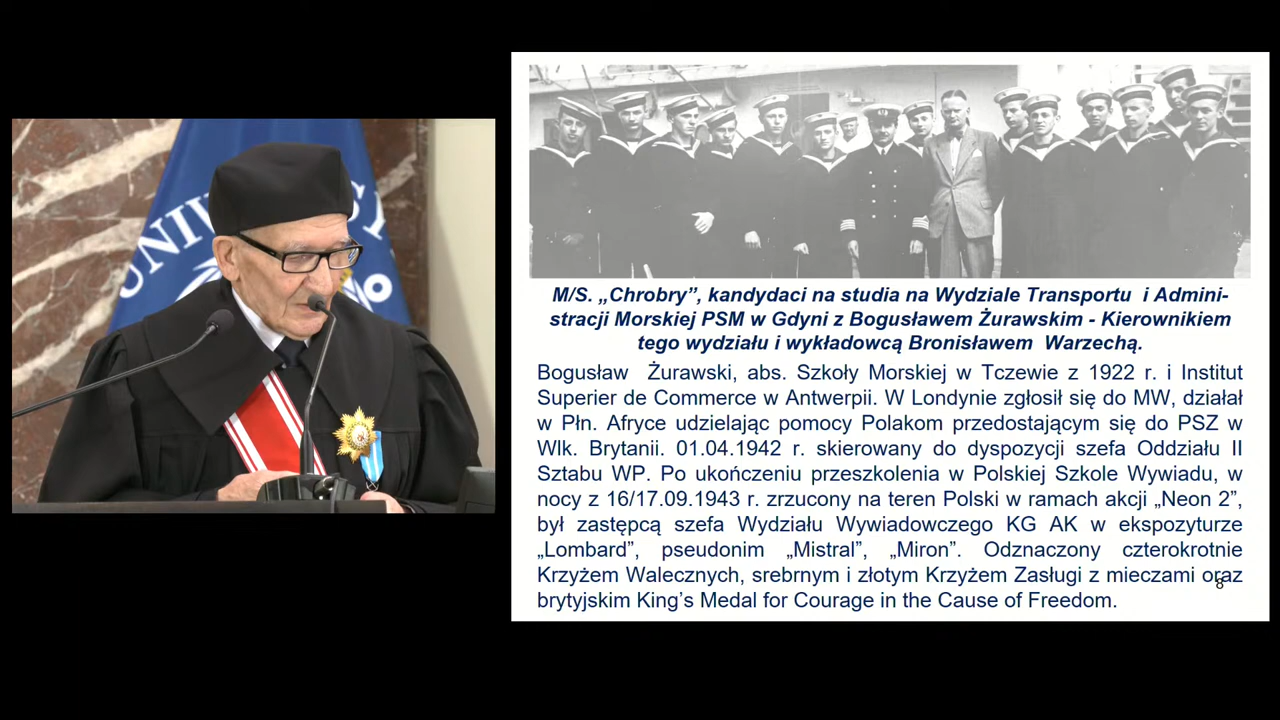 UNIWE
M/S. „Chrobry”, kandydaci na studia na Wydziale Transportu i Admini-
stracji Morskiej PSM w Gdyni z Bogusławem Żurawskim - Kierownikiem
tego wydziału i wykładowcą Bronisławem Warzechą.
Bogusław Żurawski, abs. Szkoły Morskiej w Tczewie z 1922 r. i Institut
Superier de Commerce w Antwerpii. W Londynie zgłosił się do MW, działał
w Płn. Afryce udzielając pomocy Polakom przedostającym się do PSZ w
Wlk. Brytanii. 01.04.1942 r. skierowany do dyspozycji szefa Oddziału II
Sztabu WP. Po ukończeniu przeszkolenia w Polskiej Szkole Wywiadu, w
nocy z 16/17.09.1943 r. zrzucony na teren Polski w ramach akcji „Neon 2”,
był zastępcą szefa Wydziału Wywiadowczego KG AK w ekspozyturze
„Lombard”, pseudonim „Mistral”, „Miron”. Odznaczony czterokrotnie
Krzyżem Walecznych, srebrnym i złotym Krzyżem Zasługi z mieczami oraz
brytyjskim King’s Medal for Courage in the Cause of Freedom.
8